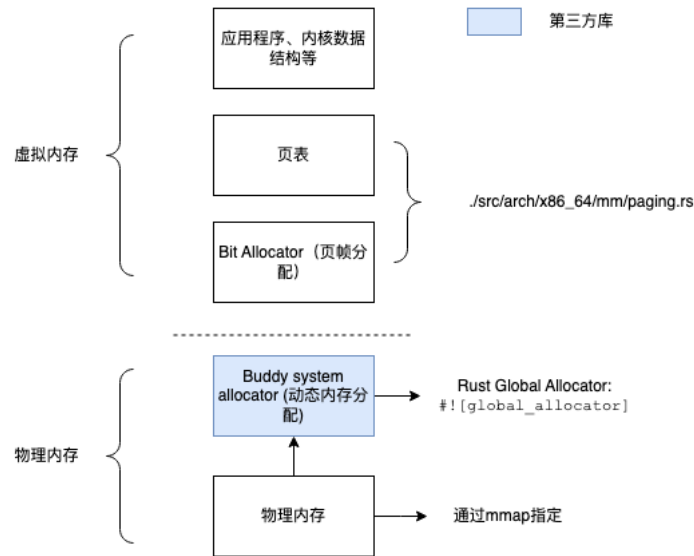 应用程序、内核数据
结构等
第三方库
虚拟内存
页表
./src/arch/x86_64/mm/paging.rs
Bit Allocator（页帧分
配）
Buddy system
allocator (动态内存分
配)
Rust Global Allocator:
#![global_allocator]
物理内存
物理内存
通过mmap指定